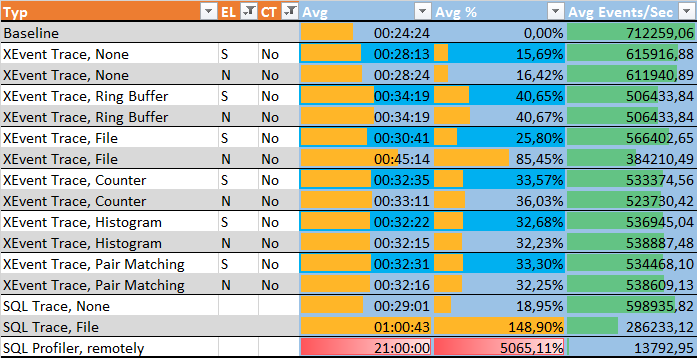 Typ EL CT Avg Avg % Avg Events/Sec
Baseline 00:24:24 0,00% 712259,06
XEvent Trace, None S No 00:28:13 15,69% 615916,88
XEvent Trace, None N No 00:28:24 16,42% 611940,89
XEvent Trace, Ring Buffer S No 00:34:19 40,65% 506433,84
XEvent Trace, Ring Buffer N No 00:34:19 40,67% 506433,84
XEvent Trace, File S No 00:30:41 25,80% 566402,65
XEvent Trace, File N No 00:45:14 85,45% 384210,49
XEvent Trace, Counter S No 00:32:35 33,57% 533374,56
XEvent Trace, Counter N No 00:33:11 36,03% 523730,42
XEvent Trace, Histogram S No 00:32:22 32,68% 536945,04
XEvent Trace, Histogram N No 00:32:15 32,23% 538887,48
XEvent Trace, Pair Matching S No 00:32:31 33,30% 534468,10
XEvent Trace, Pair Matching N No 00:32:16 32,25% 538609,13
SQL Trace, None 00:29:01 18,95% 598935,82
SQL Trace, File 01:00:43 148,90% 286233,12
SQL Profiler, remotely 21:00:00 5065,11% 13792,95